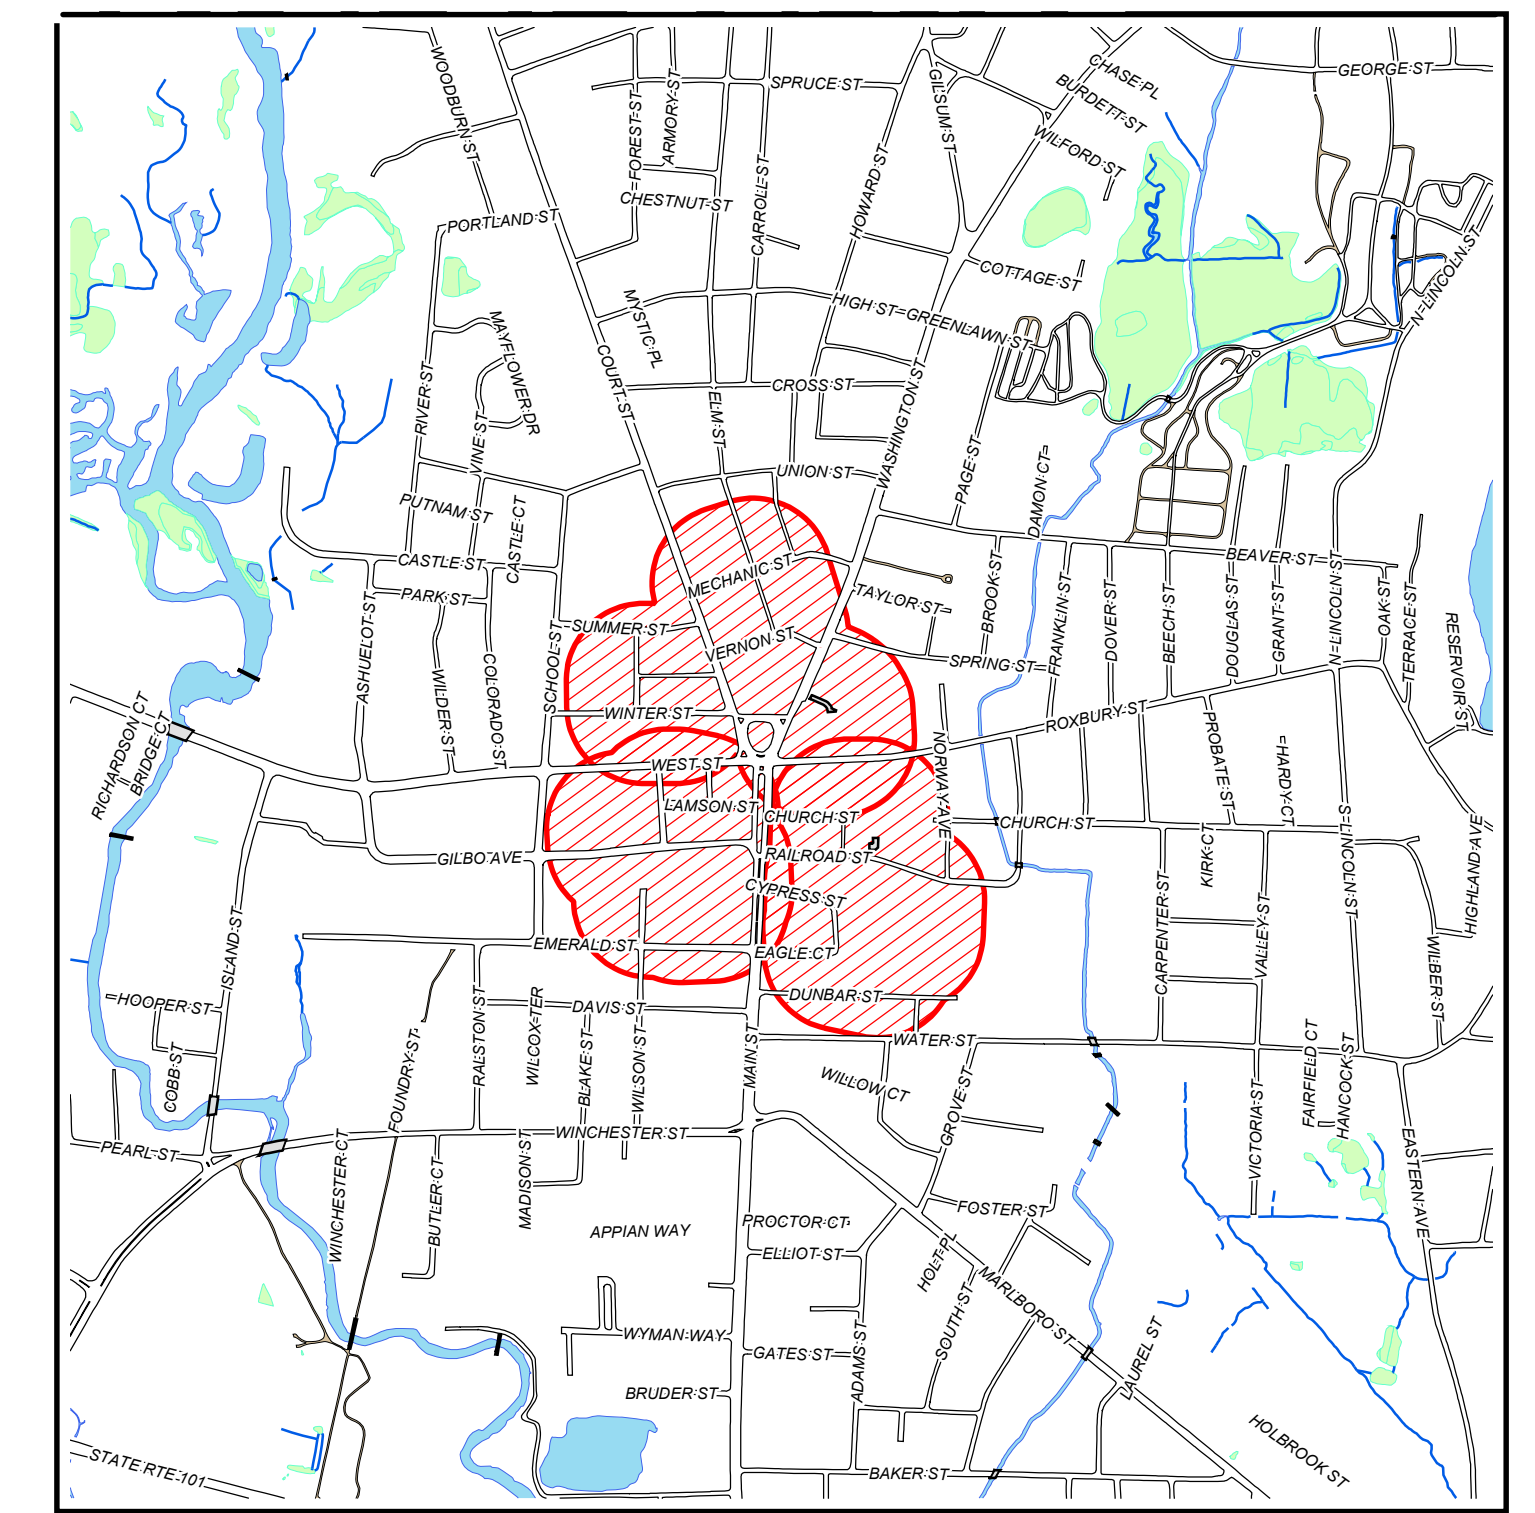 WOODBURN ST
SPRUCE ST
GILSUM ST
CHASE PL
BURDETT ST
GEORGE ST
FOREST ST
ARMORY ST
WILFORD ST
CHESTNUT ST
CARROLL ST
HOWARD ST
PORTLAND ST
COTTAGE ST
N LINCOLN ST
MYSTIC PL
HIGH ST
GREENLAWN ST
MAYFLOWER DR
COURT ST
CROSS ST
WASHINGTON ST
RIVER ST
VINE ST
ELM ST
UNION ST
PAGE ST
DAMON CT
PUTNAM ST
CASTLE CT
CASTLE ST
MECHANIC ST
BEAVER ST
PARK ST
TAYLOR ST
BROOK ST
FRANKLIN ST
DOVER ST
BEECH ST
DOUGLAS ST
GRANT ST
N LINCOLN ST
OAK ST
TERRACE ST
RESERVOIR ST
ASHUELOT ST
SUMMER ST
VERNON ST
SPRING ST
SCHOOL ST
COLORADO ST
WILDER ST
WINTER ST
ROXBURY ST
RICHARDSON CT
BRIDGE CT
WEST ST
NORWAY AVE
PROBATE ST
HARDY CT
LAMSON ST
CHURCH ST
CHURCH ST
S LINCOLN ST
HIGHLAND AVE
GILBO AVE
RAILROAD ST
KIRK CT
CYPRESS ST
CARPENTER ST
VALLEY ST
ISLAND ST
EMERALD ST
EAGLE CT
WILBER ST
HOOPER ST
RALSTON ST
WILCOX TER
DAVIS ST
DUNBAR ST
COBB ST
FOUNDRY ST
BLAKE ST
WILSON ST
MAIN ST
WATER ST
WILLOW CT
GROVE ST
FAIRFIELD CT
HANCOCK ST
VICTORIA ST
PEARL ST
WINCHESTER ST
WINCHESTER CT
BUTLER CT
MADISON ST
EASTERN AVE
APPIAN WAY
PROCTOR CT
FOSTER ST
ELLIOT ST
HOLT PL
MARLBORO ST
SOUTH ST
WYMAN WAY
GATES ST
ADAMS ST
LAUREL ST
BRUDER ST
HOLBROOK ST
STATE RTE 101
BAKER ST